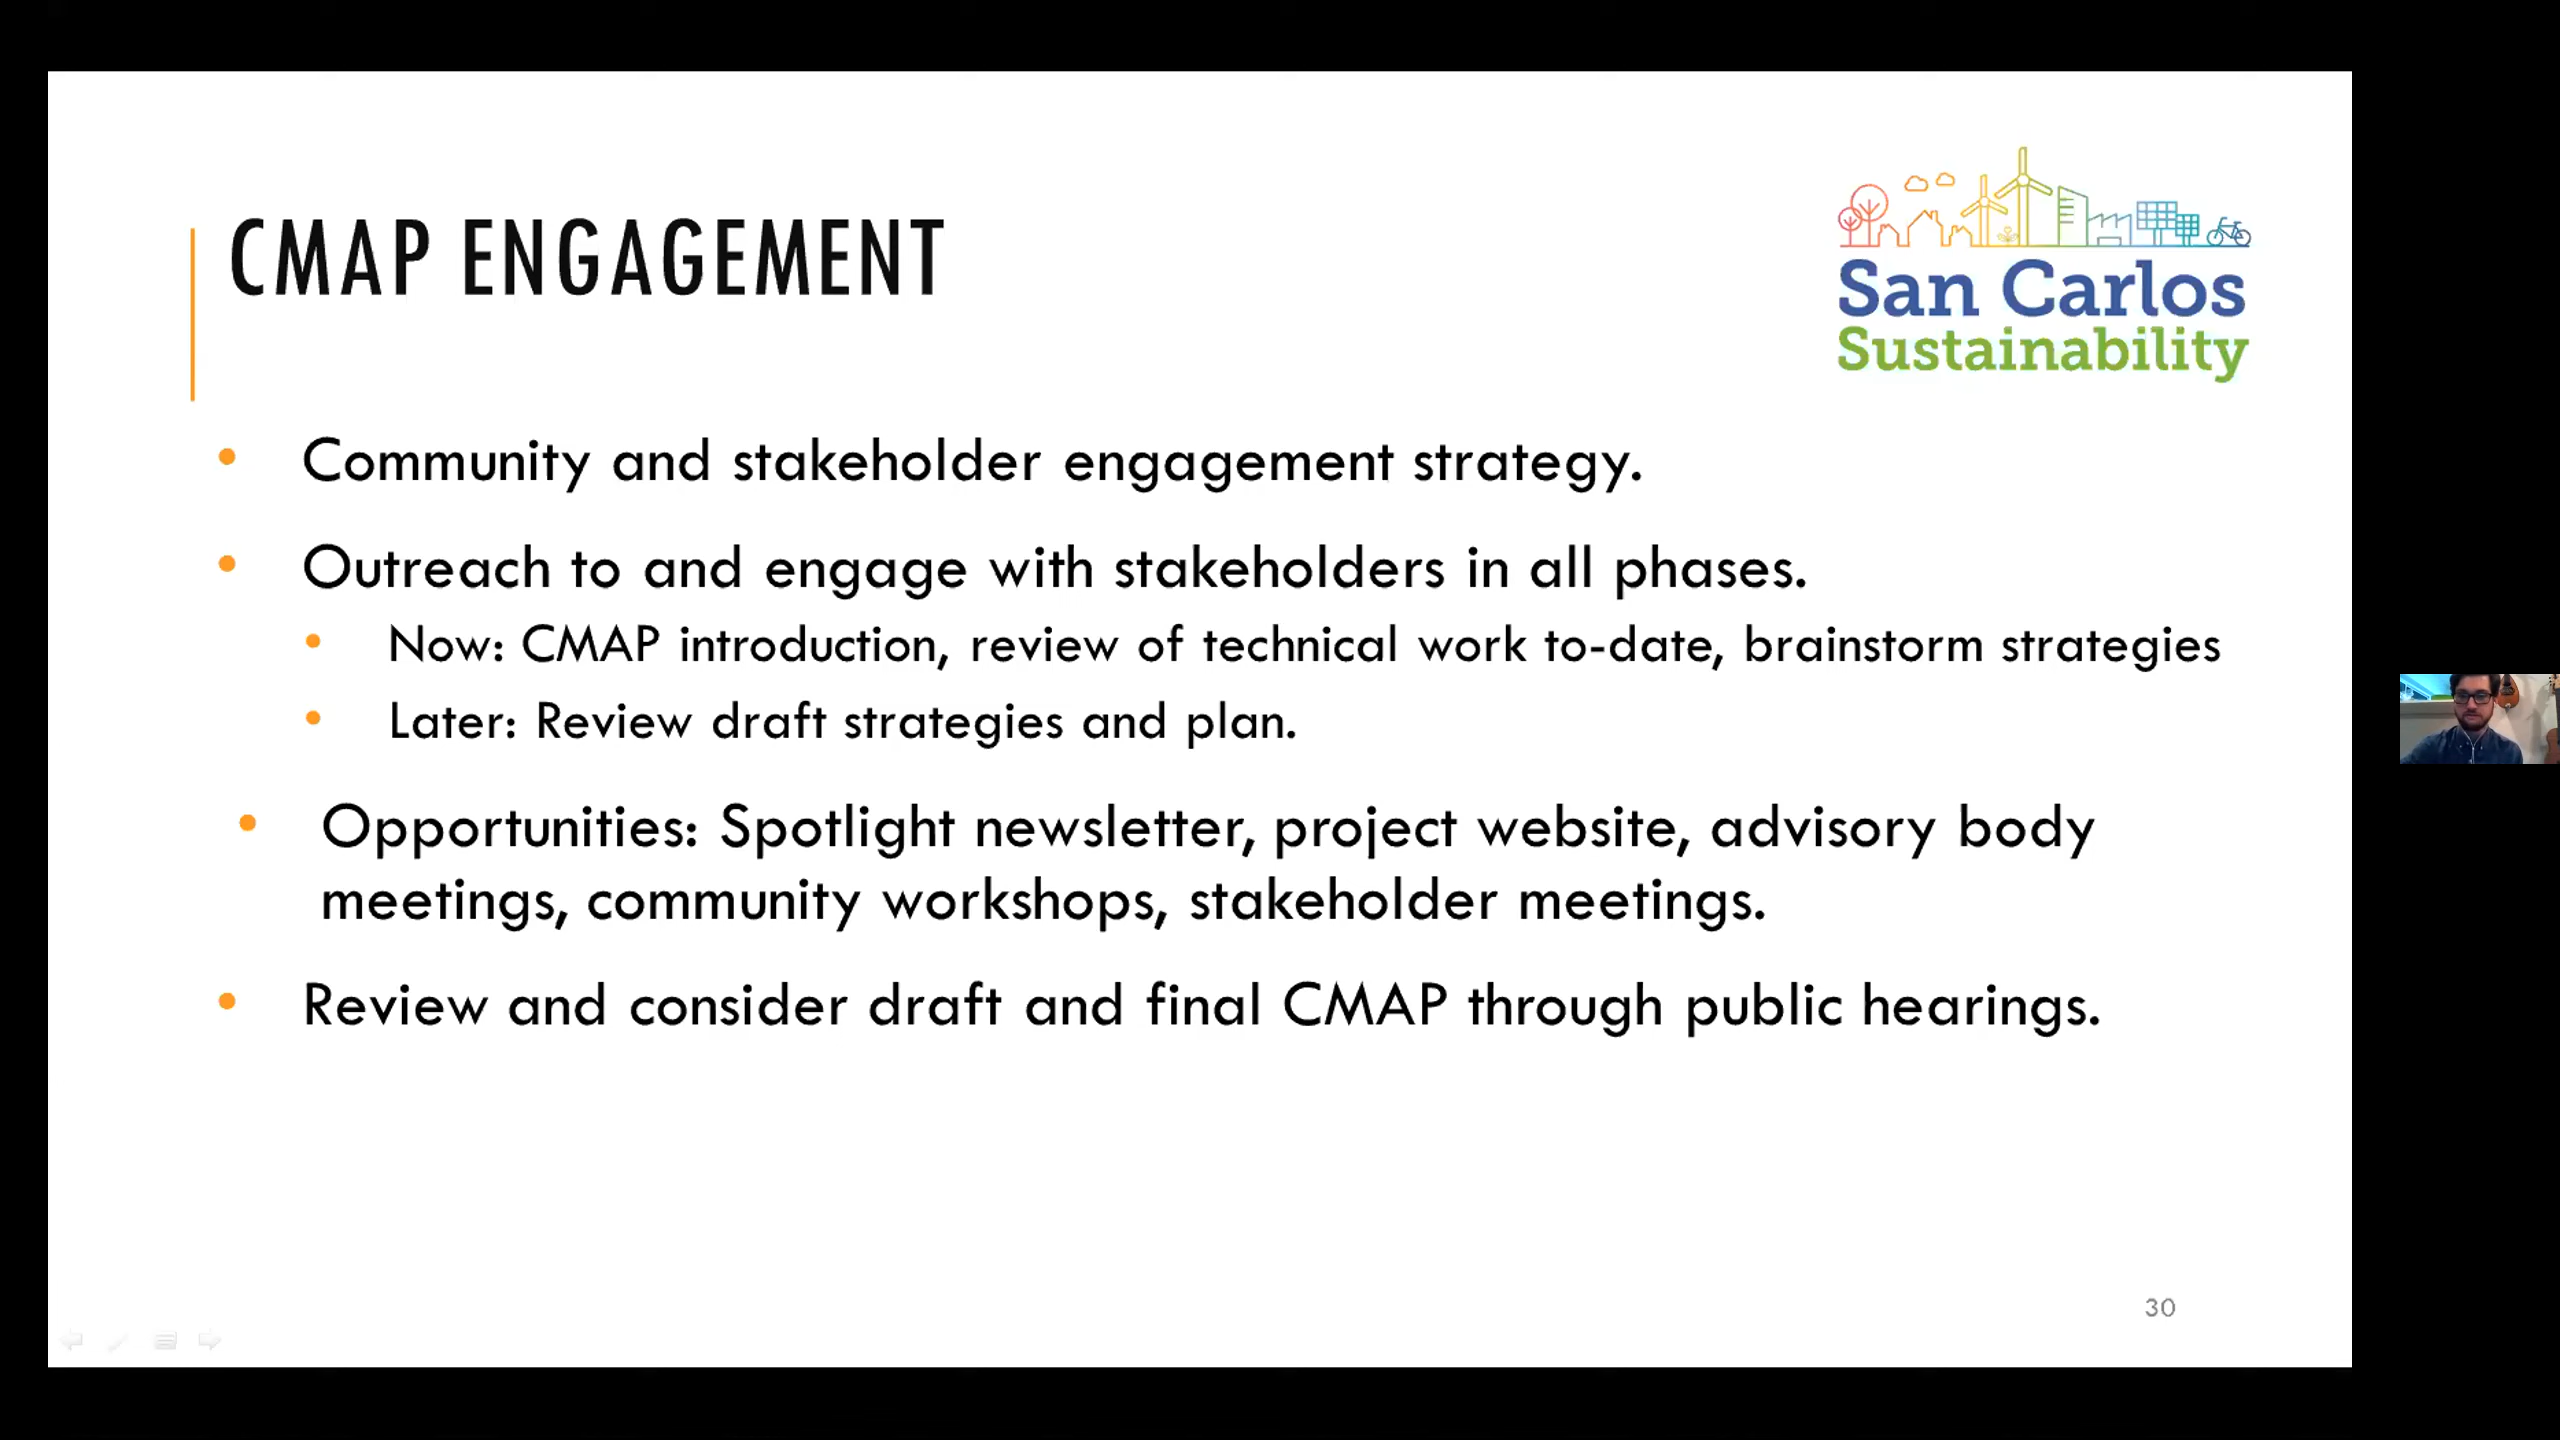 CMAP ENGAGEMENT
San Carlos
Sustainability
• Community and stakeholder engagement strategy.
• Outreach to and engage with stakeholders in all phases.
• Now: CMAP introduction, review of technical work to-date, brainstorm strategies
• Later: Review draft strategies and plan.
• Opportunities: Spotlight newsletter, project website, advisory body
meetings, community workshops, stakeholder meetings.
• Review and consider draft and final CMAP through public hearings.
30